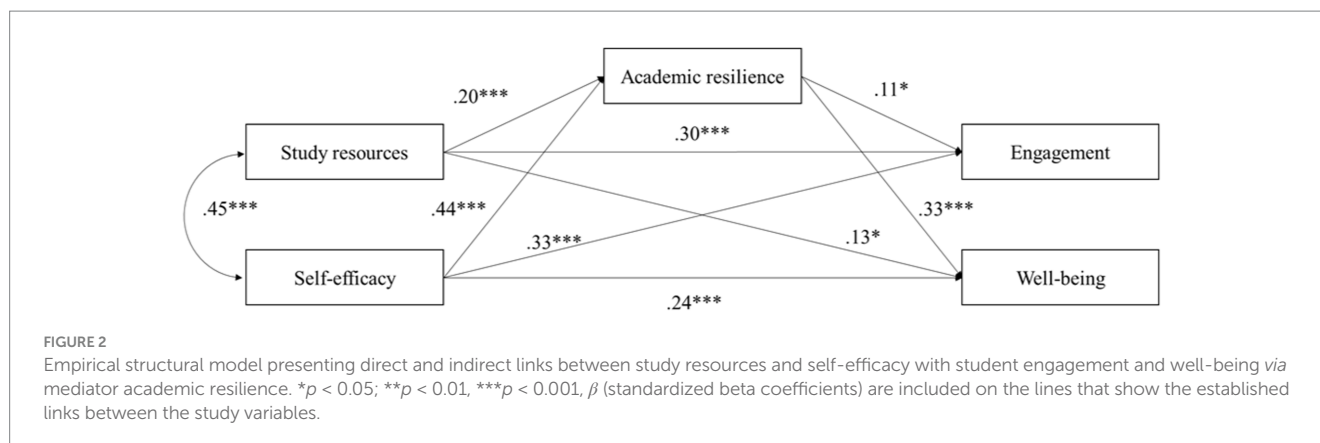 Academic resilience
.20***
.11*
.30***
Study resources
Engagement
.45***
.44***
.33***
.33***
.13*
Self-efficacy
Well-being
.24***
FIGURE 2
Empirical structural model presenting direct and indirect links between study resources and self-efficacy with student engagement and well-being via
mediator academic resilience. *p < 0.05; **p < 0.01, ***p < 0.001, β (standardized beta coefficients) are included on the lines that show the established
links between the study variables.